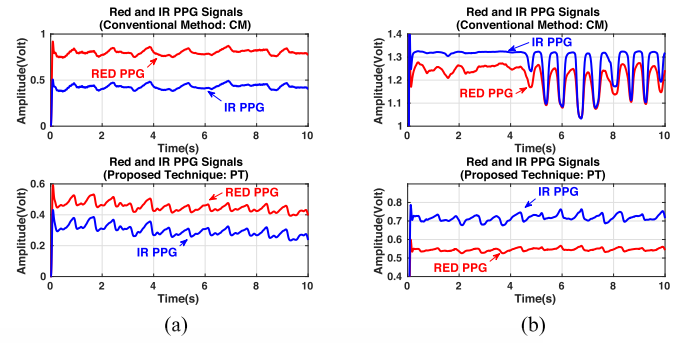 Red and IR PPG Signals
(Conventional Method: CM)
Amplitude(Volt)
1
0.5
0
RED PPG
IR PPG
0 2 4 6 8 10
Time(s)
Red and IR PPG Signals
(Proposed Technique: PT)
Amplitude(Volt)
0.6
0.4
0.2
0
RED PPG
IR PPG
0 2 4 6 8 10
Time(s)
(a)
Red and IR PPG Signals
(Conventional Method: CM)
Amplitude(Volt)
1.4
1.3
1.2
1.1
1
IR PPG
RED PPG
0 2 4 6 8 10
Time(s)
Red and IR PPG Signals
(Proposed Technique: PT)
Amplitude(Volt)
0.8
0.7
0.6
0.5
0.4
IR PPG
RED PPG
0 2 4 6 8 10
Time(s)
(b)